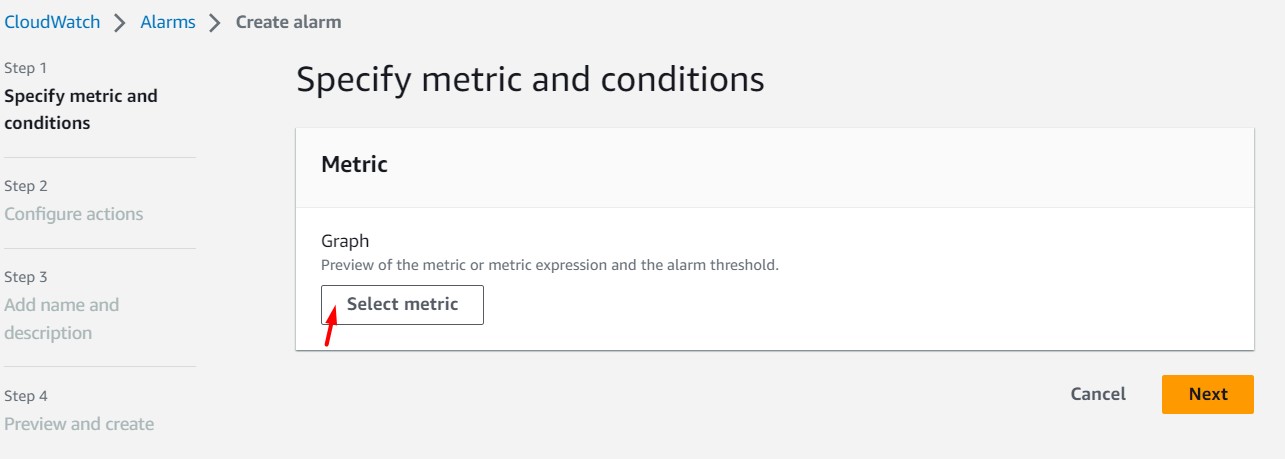 CloudWatch > Alarms > Create alarm
Step 1
Specify metric and
conditions
Step 2
Configure actions
Step 3
Add name and
description
Step 4
Preview and create
Specify metric and conditions
Metric
Graph
Preview of the metric or metric expression and the alarm threshold.
Select metric
Cancel
Next